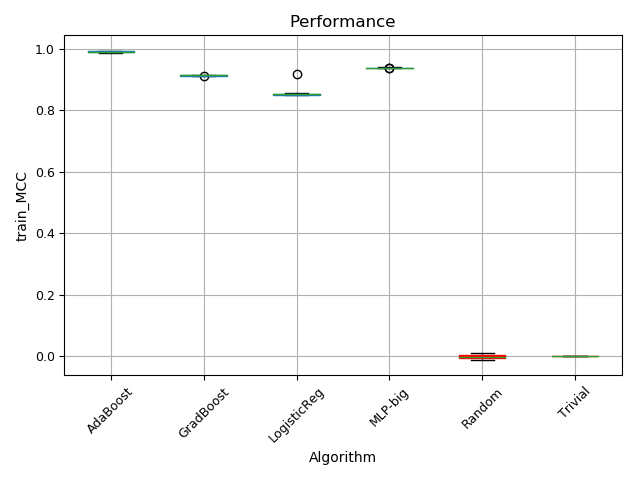 Performance
train_MCC
1.0
0.8
0.6
0.4
0.2
0.0
AdaBoost
GradBoost
LogisticReg
MLP-big
Random
Trivial
Algorithm